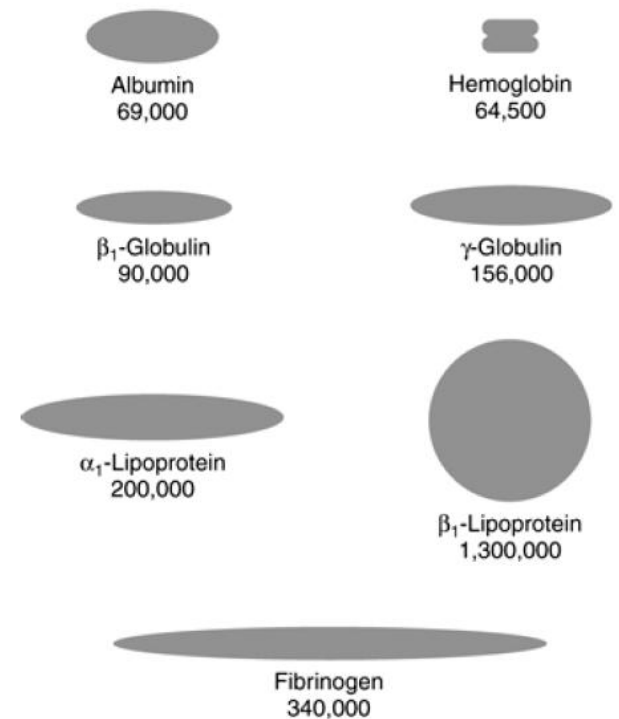 Albumin
69,000
Hemoglobin
64,500
β₁-Globulin
90,000
γ-Globulin
156,000
α₁-Lipoprotein
200,000
β₁-Lipoprotein
1,300,000
Fibrinogen
340,000